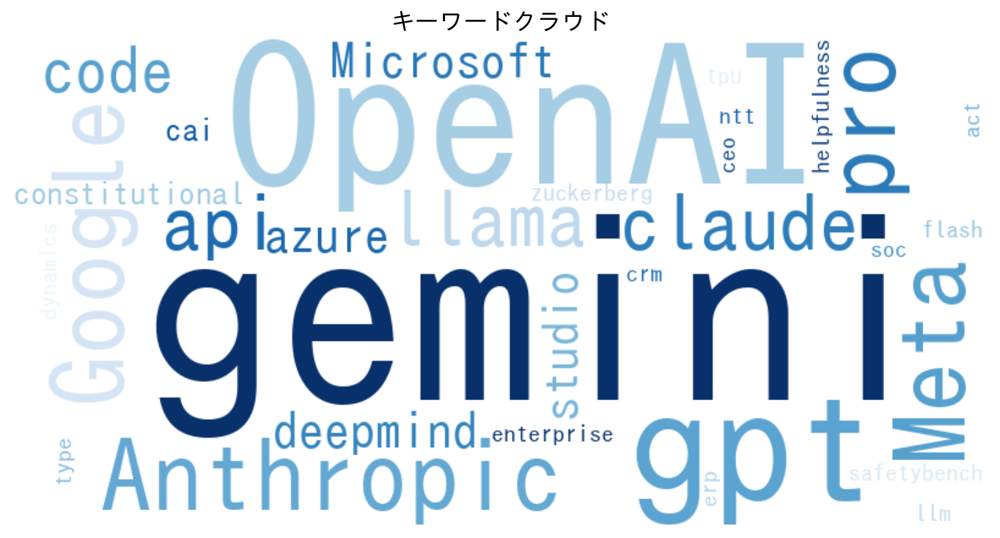 キーワードクラウド
code
OpenAI
Microsoft
tpu
helpfulness
pro
act
cai
ntt
ceo
Google
constitutional
zuckerberg
api
azure
llama
claude
flash
soc
dynamics
gemini
crm
studio
Meta
deepmind
enterprise
gpt
type
Anthropic
erp
safetybench
llm